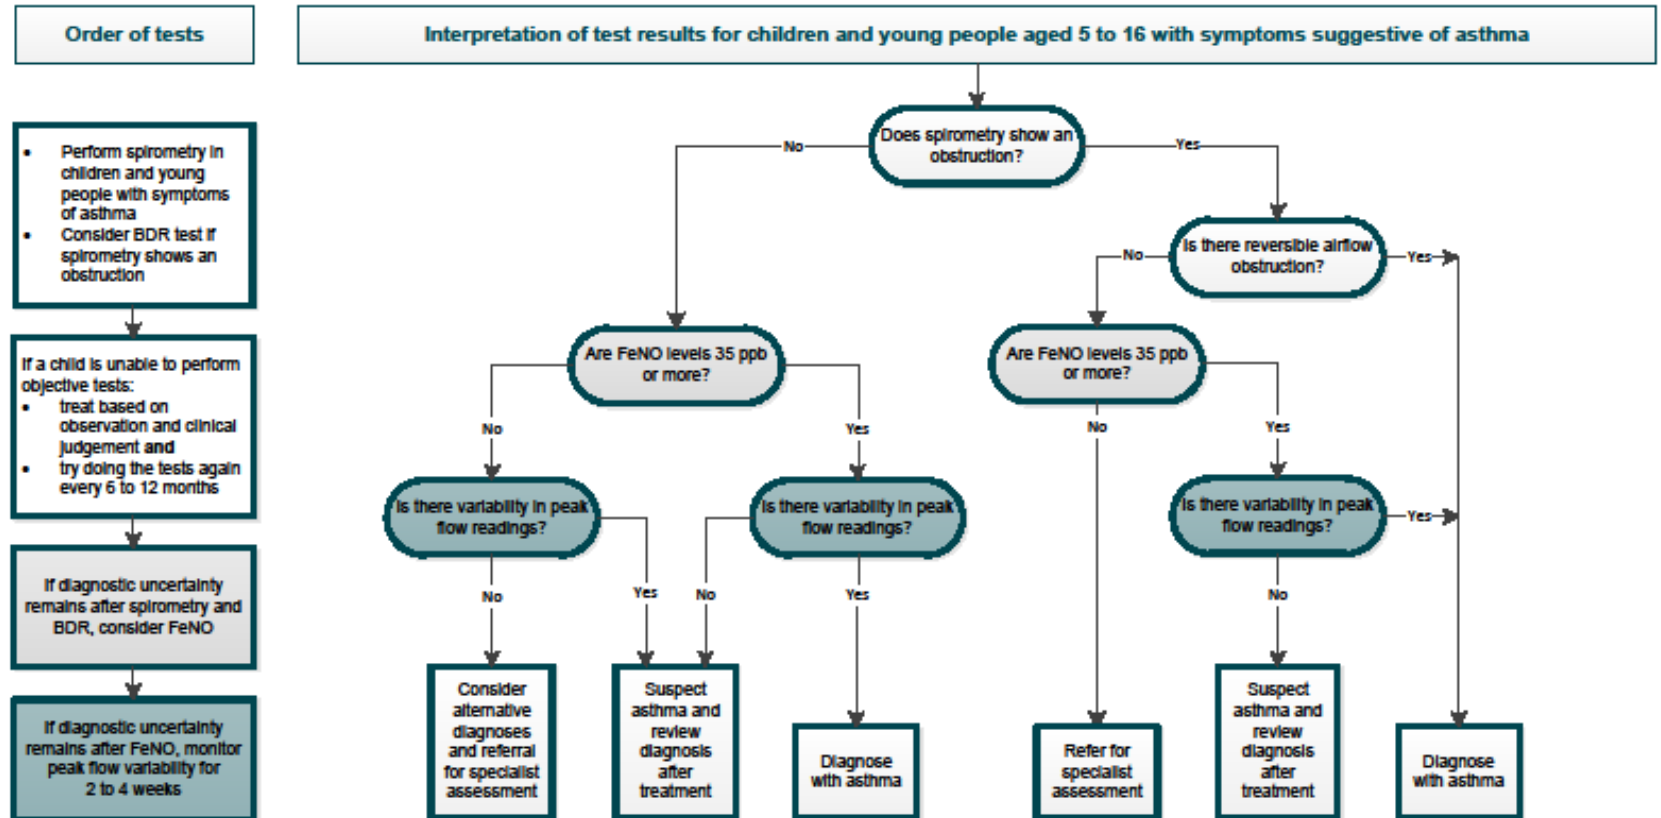 Order of tests
Interpretation of test results for children and young people aged 5 to 16 with symptoms suggestive of asthma
• Perform spirometry in
children and young
people with symptoms
of asthma
• Consider BDR test if
spirometry shows an
obstruction
If a child is unable to perform
objective tests:
• treat based on
observation and clinical
judgement and
• try doing the tests again
every 6 to 12 months
If diagnostic uncertainty
remains after spirometry and
BDR, consider FeNO
If diagnostic uncertainty
remains after FeNO, monitor
peak flow variability for
2 to 4 weeks
Does spirometry show an
obstruction?
No
Yes
Is there reversible airflow
obstruction?
No
Yes
Are FeNO levels 35 ppb
or more?
Are FeNO levels 35 ppb
or more?
No
Yes
No
Yes
Is there variability in peak
flow readings?
Is there variability in peak
flow readings?
Is there variability in peak
flow readings?
Yes
No
Yes
No
Yes
No
Consider
alternative
diagnoses
and referral
for specialist
assessment
Suspect
asthma and
review
diagnosis
after
treatment
Diagnose
with asthma
Refer for
specialist
assessment
Suspect
asthma and
review
diagnosis
after
treatment
Diagnose
with asthma